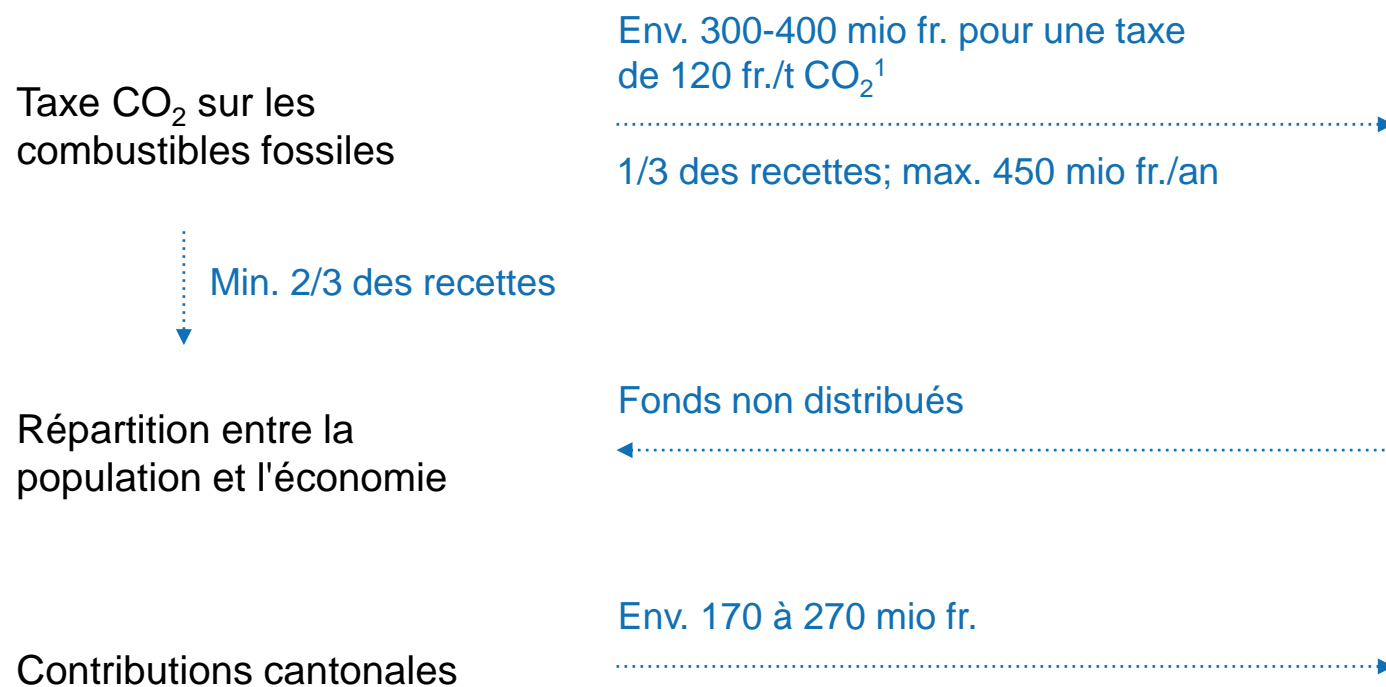 Env. 300-400 mio fr. pour une taxe
de 120 fr./t CO₂¹
Taxe CO₂ sur les
combustibles fossiles
1/3 des recettes; max. 450 mio fr./an
Min. 2/3 des recettes
Fonds non distribués
Répartition entre la
population et l'économie
Env. 170 à 270 mio fr.
Contributions cantonales